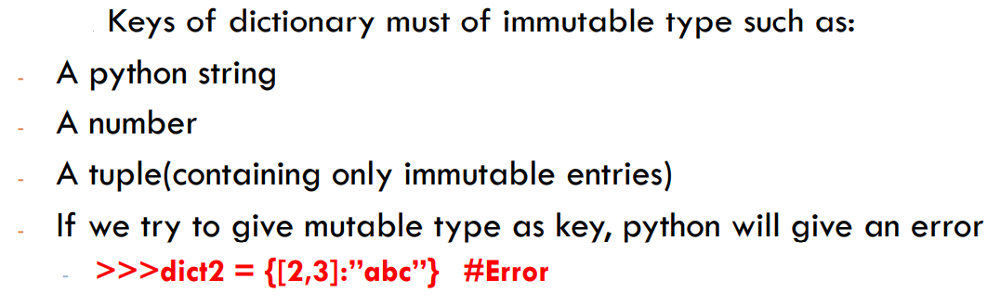 Keys of dictionary must of immutable type such as:
- A python string
- A number
- A tuple(containing only immutable entries)
- If we try to give mutable type as key, python will give an error
- >>>dict2 = {[2,3]:”abc”} #Error